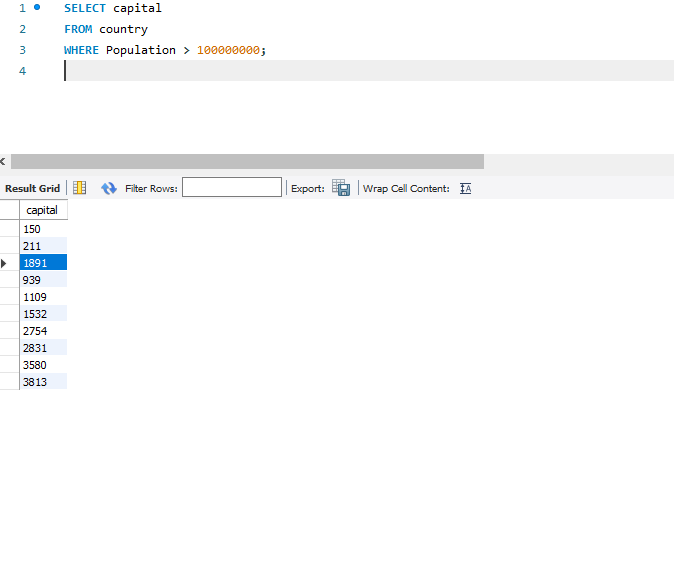 1 SELECT capital
2 FROM country
3 WHERE Population > 100000000;
4
Result Grid Filter Rows: Export: Wrap Cell Content:
capital
150
211
1891
939
1109
1532
2754
2831
3580
3813